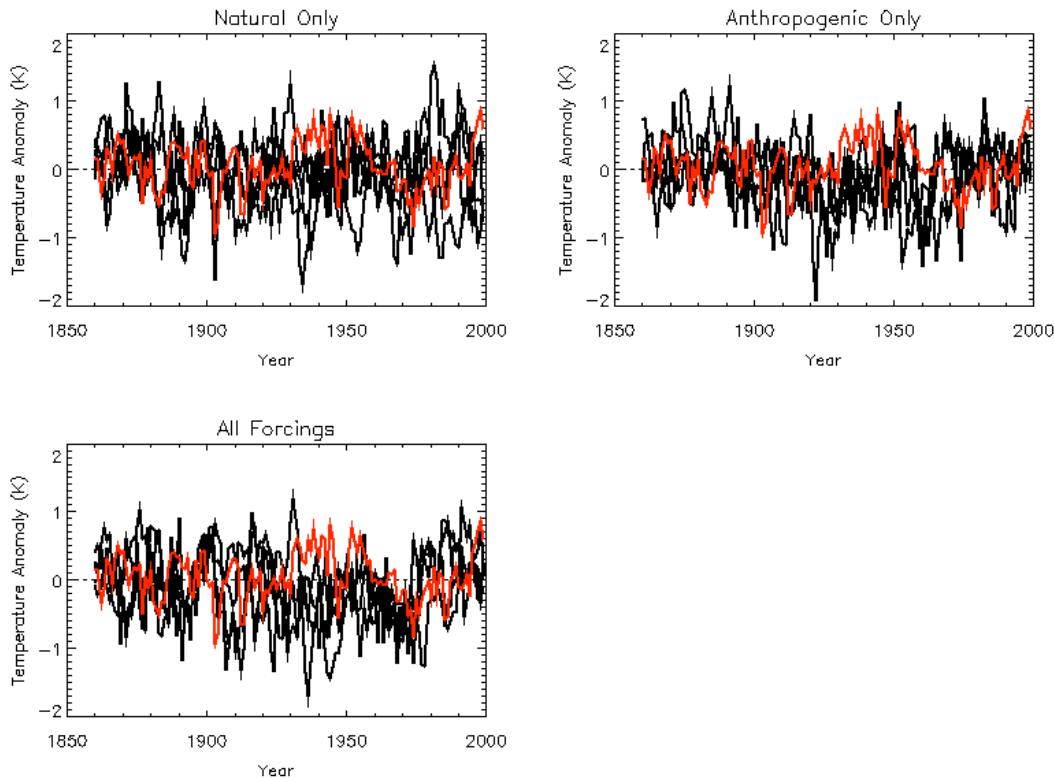 Natural Only
Temperature Anomaly (K)
2
1
0
−1
−2
1850 1900 1950 2000
Year
Anthropogenic Only
Temperature Anomaly (K)
2
1
0
−1
−2
1850 1900 1950 2000
Year
All Forcings
Temperature Anomaly (K)
2
1
0
−1
−2
1850 1900 1950 2000
Year